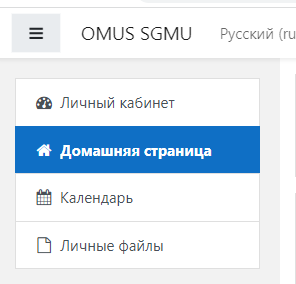 OMUS SGMU Русский (ru
Личный кабинет
Домашняя страница
Календарь
Личные файлы